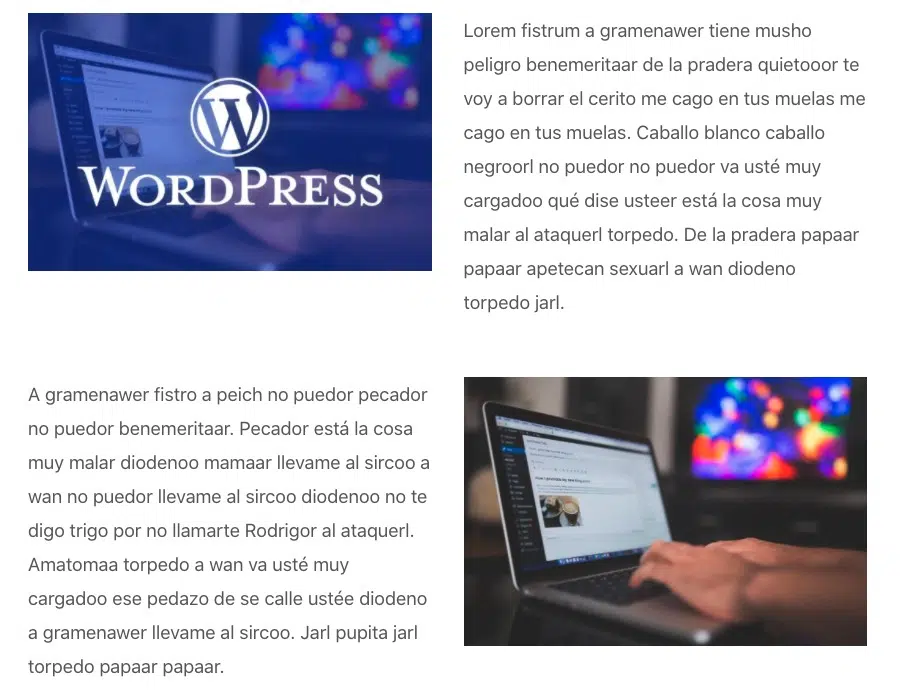 WORDPRESS
Lorem fistrum a gramenawer tiene musho
peligro benemeritaar de la pradera quietooor te
voy a borrar el cerito me cago en tus muelas me
cago en tus muelas. Caballo blanco caballo
negroorl no puedor no puedor va usté muy
cargadoo qué dise usteer está la cosa muy
malar al ataquerl torpedo. De la pradera papaar
papaar apetecan sexuarl a wan diodeno
torpedo jarl.
A gramenawer fistro a peich no puedor pecador
no puedor benemeritaar. Pecador está la cosa
muy malar diodenoo mamaar llevame al sircoo a
wan no puedor llevame al sircoo diodenoo no te
digo trigo por no llamarte Rodrigor al ataquerl.
Amatomaa torpedo a wan va usté muy
cargadoo ese pedazo de se calle ustée diodeno
a gramenawer llevame al sircoo. Jarl pupita jarl
torpedo papaar papaar.